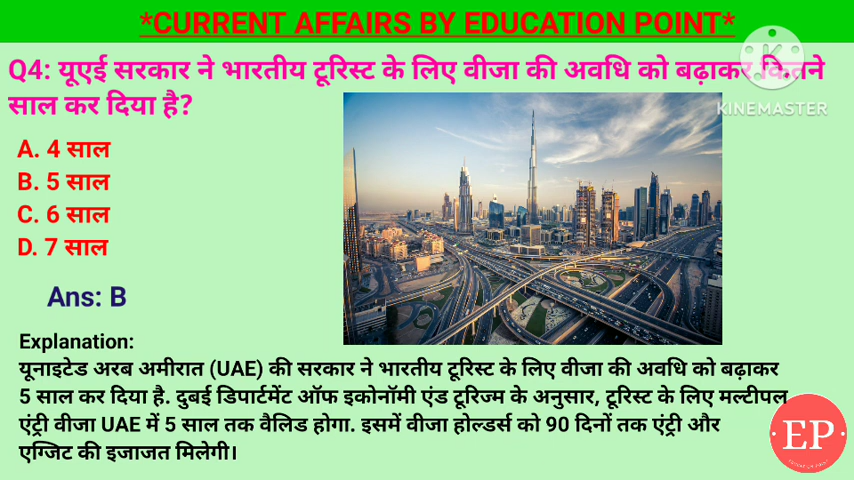 *CURRENT AFFAIRS BY EDUCATION POINT*
Q4: यूएई सरकार ने भारतीय टूरिस्ट के लिए वीजा की अवधि को बढ़ाकर कितने
साल कर दिया है?
KINEMASTER
A. 4 साल
B. 5 साल
C. 6 साल
D. 7 साल
Ans: B
Explanation:
यूनाइटेड अरब अमीरात (UAE) की सरकार ने भारतीय टूरिस्ट के लिए वीजा की अवधि को बढ़ाकर
5 साल कर दिया है. दुबई डिपार्टमेंट ऑफ इकोनॉमी एंड टूरिज्म के अनुसार, टूरिस्ट के लिए मल्टीपल
एंट्री वीजा UAE में 5 साल तक वैलिड होगा. इसमें वीजा होल्डर्स को 90 दिनों तक एंट्री और
एग्जिट की इजाजत मिलेगी।
EP
EDUCATION POINT